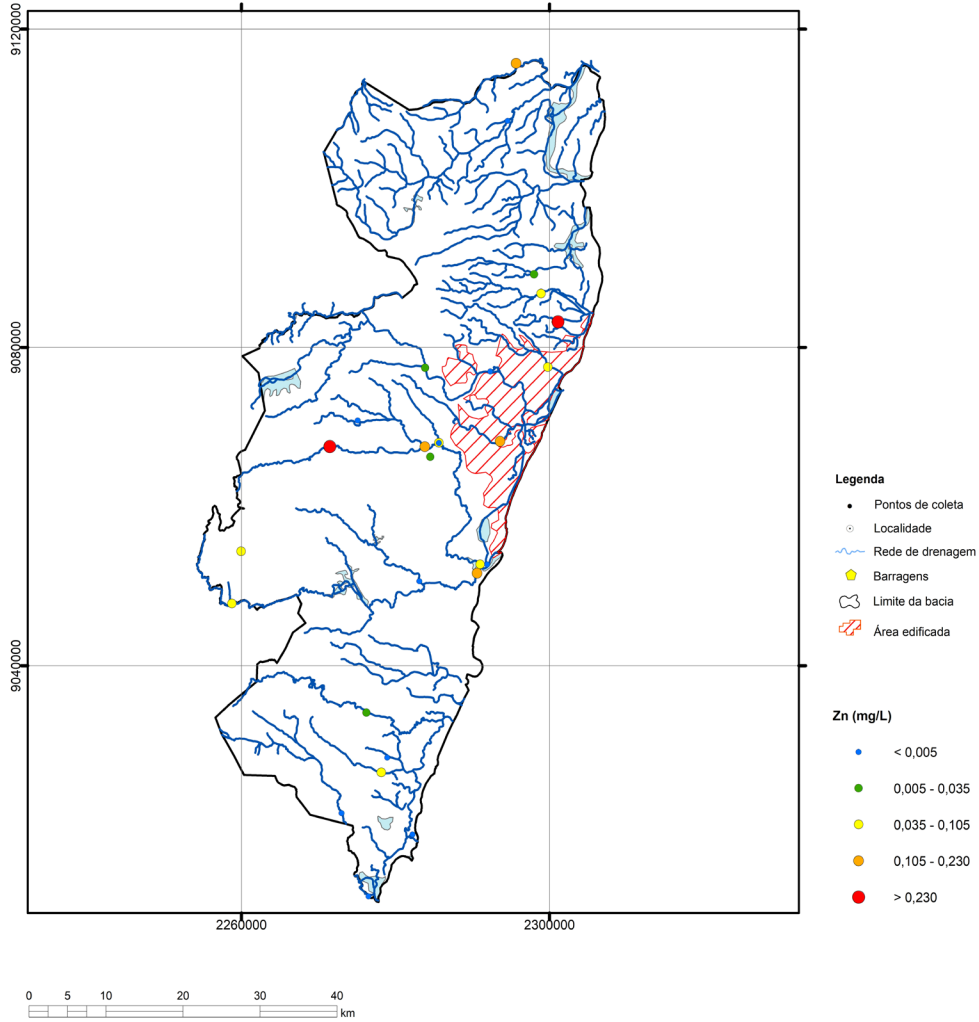 9120000
9080000
9040000
2260000
2300000
Legenda
Pontos de coleta
Localidade
Rede de drenagem
Barragens
Limite da bacia
Área edificada
Zn (mg/L)
< 0,005
0,005 - 0,035
0,035 - 0,105
0,105 - 0,230
> 0,230
0 5 10 20 30 40
km